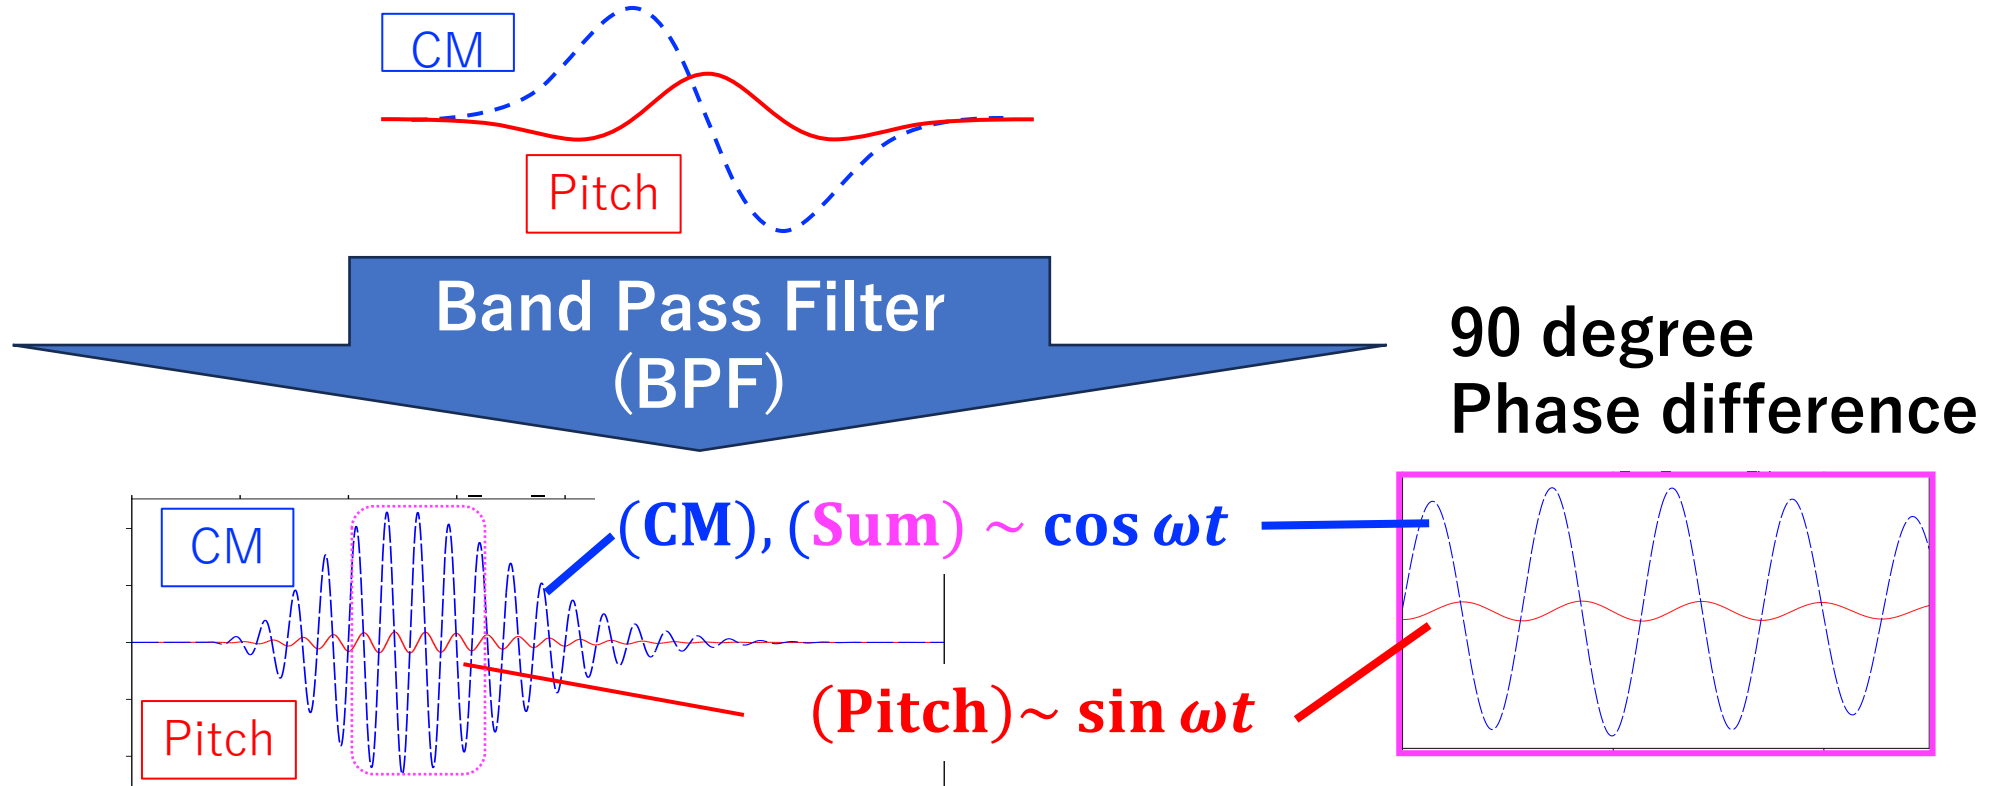 CM
Pitch
Band Pass Filter
(BPF)
90 degree
Phase difference
CM
(CM), (Sum) ~ cos ωt
Pitch
(Pitch)~ sin ωt